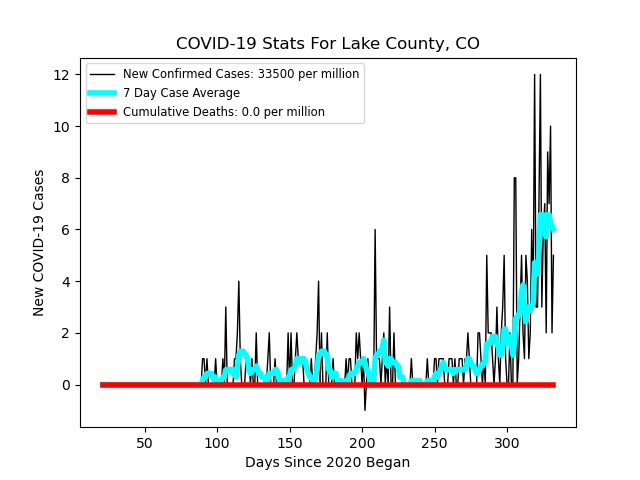 COVID-19 Stats For Lake County, CO
New Confirmed Cases: 33500 per million
7 Day Case Average
Cumulative Deaths: 0.0 per million
New COVID-19 Cases
12
10
8
6
4
2
0
50 100 150 200 250 300
Days Since 2020 Began